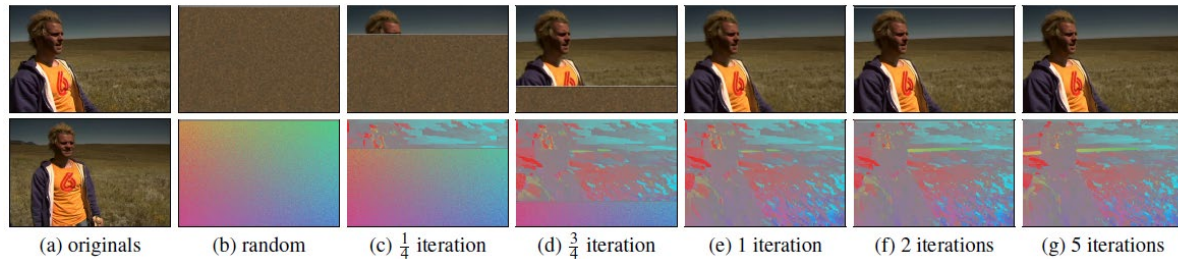 (a) originals (b) random (c) 1/4 iteration (d) 3/4 iteration (e) 1 iteration (f) 2 iterations (g) 5 iterations